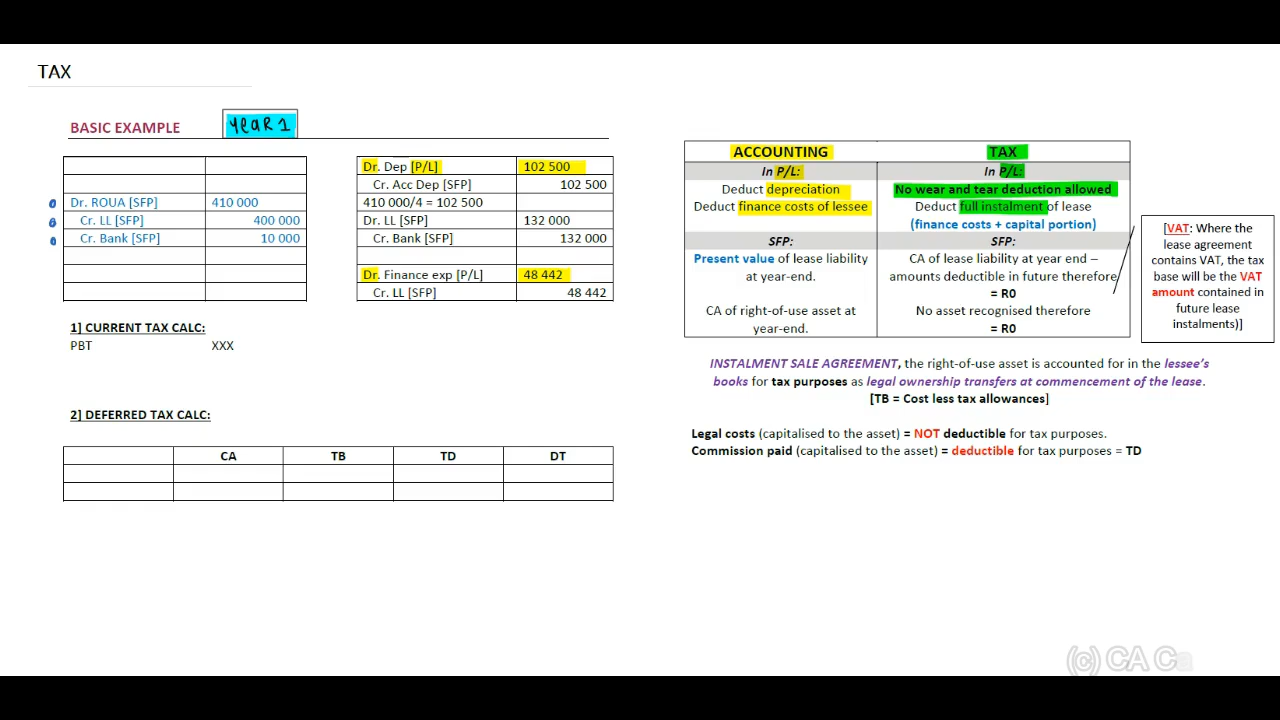 TAX
BASIC EXAMPLE
YeaR 1
Dr. ROUA [SFP] 410 000
Cr. LL [SFP] 400 000
Cr. Bank [SFP] 10 000
Dr. Dep [P/L] 102 500
Cr. Acc Dep [SFP] 102 500
410 000/4 = 102 500
Dr. LL [SFP] 132 000
Cr. Bank [SFP] 132 000
Dr. Finance exp [P/L] 48 442
Cr. LL [SFP] 48 442
1] CURRENT TAX CALC:
PBT XXX
2] DEFERRED TAX CALC:
CA TB TD DT
ACCOUNTING TAX
In P/L: In P/L:
Deduct depreciation No wear and tear deduction allowed
Deduct finance costs of lessee Deduct full instalment of lease
(finance costs + capital portion)
SFP: SFP:
Present value of lease liability CA of lease liability at year end –
at year-end. amounts deductible in future therefore
= R0
CA of right-of-use asset at No asset recognised therefore
year-end. = R0
[VAT: Where the
lease agreement
contains VAT, the tax
base will be the VAT
amount contained in
future lease
instalments)]
INSTALMENT SALE AGREEMENT, the right-of-use asset is accounted for in the lessee's
books for tax purposes as legal ownership transfers at commencement of the lease.
[TB = Cost less tax allowances]
Legal costs (capitalised to the asset) = NOT deductible for tax purposes.
Commission paid (capitalised to the asset) = deductible for tax purposes = TD
(c) CA Ca